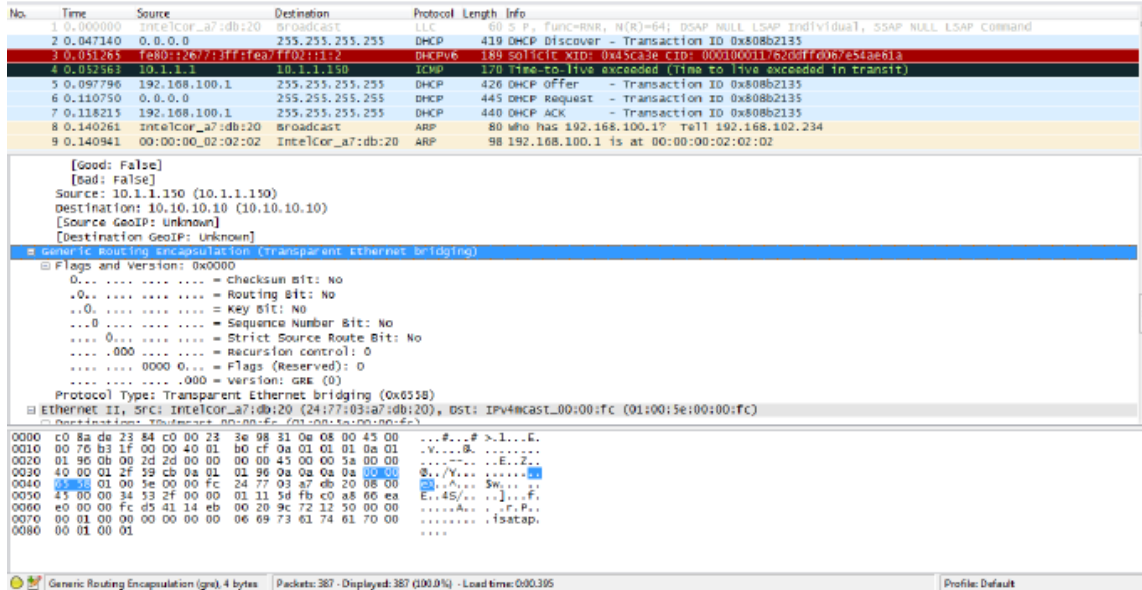 No. Time Source Destination Protocol Length Info
1 0.000000 IntelCor_a7:db:20 Broadcast LLC 60 S P, func=RNR, N(R)=64; DSAP NULL LSAP Individual, SSAP NULL LSAP Command
2 0.047140 0.0.0.0 255.255.255.255 DHCP 419 DHCP Discover - Transaction ID 0x808b2135
3 0.051265 fe80::2677:3ff:fea7 ff02::1:2 DHCPv6 189 Solicit XID: 0x45ca3e CID: 0001000117620dffd067e54ae61a
4 0.052563 10.1.1.1 10.1.1.150 ICMP 170 Time-to-live exceeded (Time to live exceeded in transit)
5 0.097796 192.168.100.1 255.255.255.255 DHCP 426 DHCP Offer - Transaction ID 0x808b2135
6 0.110750 0.0.0.0 255.255.255.255 DHCP 445 DHCP Request - Transaction ID 0x808b2135
7 0.118215 192.168.100.1 255.255.255.255 DHCP 440 DHCP ACK - Transaction ID 0x808b2135
8 0.140261 IntelCor_a7:db:20 Broadcast ARP 80 who has 192.168.100.1? Tell 192.168.102.234
9 0.140941 00:00:00_02:02:02 IntelCor_a7:db:20 ARP 98 192.168.100.1 is at 00:00:00:02:02:02
[Good: False]
[Bad: False]
Source: 10.1.1.150 (10.1.1.150)
Destination: 10.10.10.10 (10.10.10.10)
[Source GeoIP: Unknown]
[Destination GeoIP: Unknown]
Generic Routing Encapsulation (Transparent Ethernet bridging)
Flags and Version: 0x0000
0... .... .... .... = Checksum Bit: No
.0.. .... .... .... = Routing Bit: No
..0. .... .... .... = Key Bit: No
...0 .... .... .... = Sequence Number Bit: No
.... 0... .... .... = Strict Source Route Bit: No
.... .000 .... .... = Recursion control: 0
.... .... 0000 0... = Flags (Reserved): 0
.... .... .... .000 = Version: GRE (0)
Protocol Type: Transparent Ethernet bridging (0x6558)
Ethernet II, Src: IntelCor_a7:db:20 (24:77:03:a7:db:20), Dst: IPv4mcast_00:00:fc (01:00:5e:00:00:fc)
Destination: IPv4mcast_00:00:fc (01:00:5e:00:00:fc)
0000 c0 8a de 23 84 c0 00 23 3e 98 31 0e 08 00 45 00 ...#...# >.1...E.
0010 00 76 b3 1f 00 00 40 01 b0 cf 0a 01 01 01 0a 01 .v....@. ........
0020 01 96 0b 00 2d 2d 00 00 00 00 45 00 00 5a 00 00 ....--.. ..E..Z..
0030 40 00 01 2f 59 cb 0a 01 01 96 0a 0a 0a 0a 00 00 @../Y... ........
0040 65 58 01 00 5e 00 00 fc 24 77 03 a7 db 20 08 00 eX..^... $w... ..
0050 45 00 00 34 53 2f 00 00 01 11 5d fb c0 a8 66 ea E..4S/.. ..]...f.
0060 e0 00 00 fc d5 41 14 eb 00 20 9c 72 12 50 00 00 .....A.. . .r.P..
0070 00 01 00 00 00 00 00 00 06 69 73 61 74 61 70 00 ........ .isatap.
0080 00 01 00 01 ....
Generic Routing Encapsulation (gre), 4 bytes Packets: 387 - Displayed: 387 (100.0%) - Load time: 0:00.395 Profile: Default